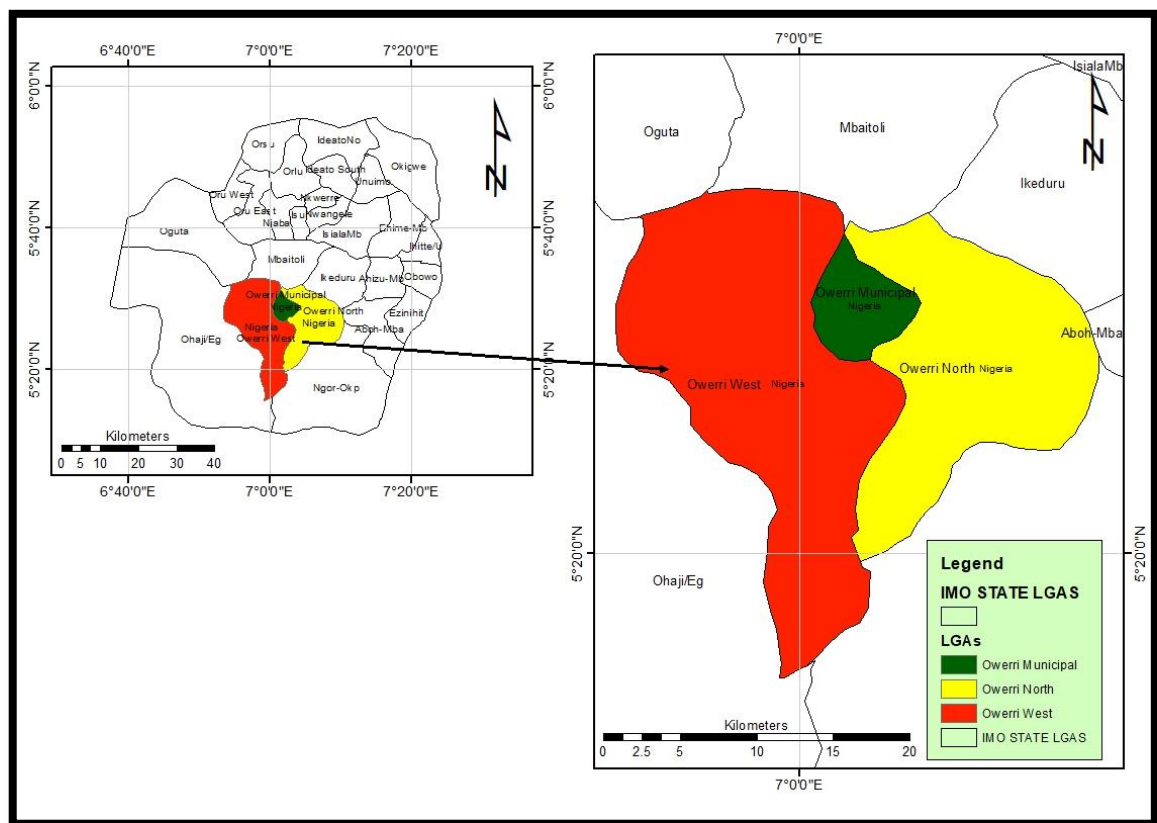 6°40'0"E 7°0'0"E 7°20'0"E
6°0'0"N
6°0'0"N
5°40'0"N
5°40'0"N
5°20'0"N
5°20'0"N
N
Orsu
IdeatoNo
Orlu
Ideato South
Okigwe
Unuimo
Oru West
Nkwerre
Oru East
Isu
Nwangele
Njaba
IsialaMb
Ehime-Mb
Oguta
Ihitte/U
Mbaitoli
Ikeduru
Ahizu-Mb
Obowo
Owerri Municipal
Nigeria
Owerri North
Nigeria
Ezinihit
Nigeria
Owerri West
Aboh-Mba
Ohaji/Eg
Ngor-Okp
Kilometers
0 5 10 20 30 40
6°40'0"E 7°0'0"E 7°20'0"E
7°0'0"E
IsialaMb
Oguta
Mbaitoli
N
Ikeduru
Owerri Municipal
Nigeria
Aboh-Mba
Owerri North Nigeria
Owerri West Nigeria
5°20'0"N
5°20'0"N
Ohaji/Eg
Kilometers
0 2.5 5 10 15 20
7°0'0"E
Legend
IMO STATE LGAS
LGAs
Owerri Municipal
Owerri North
Owerri West
IMO STATE LGAS